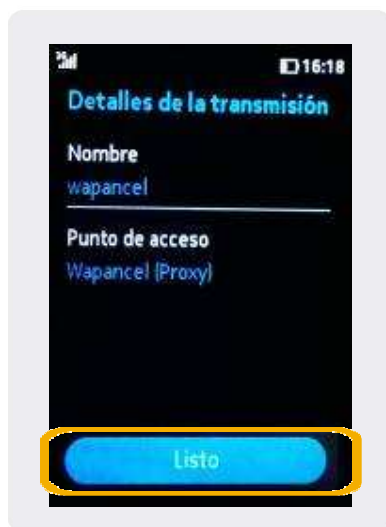 16:18
Detalles de la transmisión
Nombre
wapancel
Punto de acceso
Wapancel (Proxy)
Listo